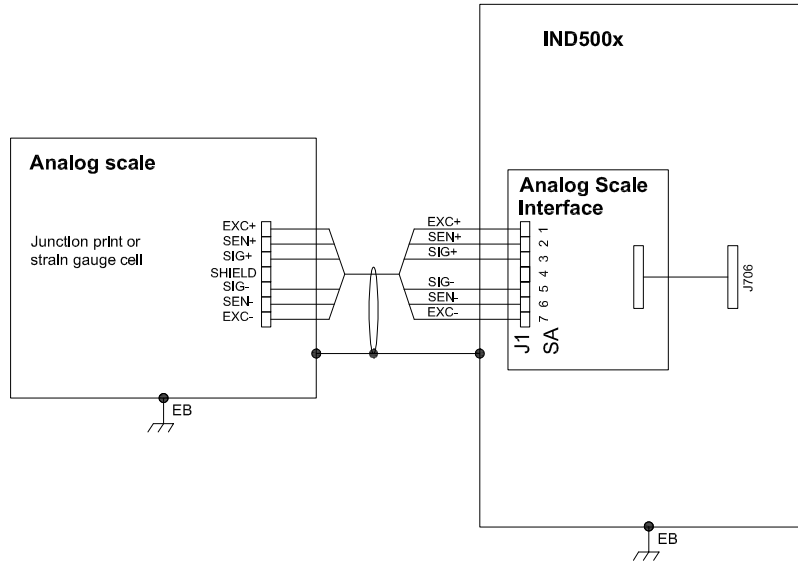 IND500x
Analog scale
Junction print or
strain gauge cell
EXC+
SEN+
SIG+
SHIELD
SIG-
SEN-
EXC-
EXC+
SEN+
SIG+
SIG-
SEN-
EXC-
Analog Scale
Interface
1
2
3
4
5
6
7
J1
SA
J706
EB
EB